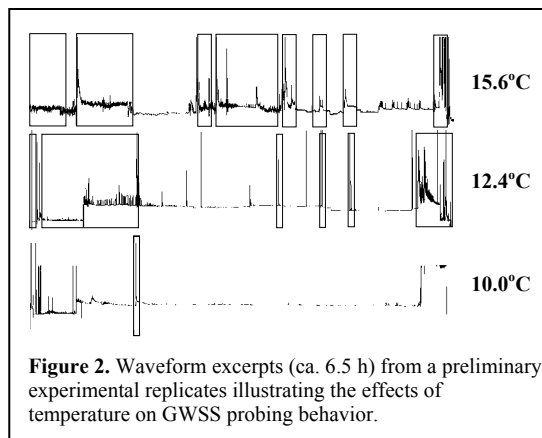 15.6°C
12.4°C
10.0°C
Figure 2. Waveform excerpts (ca. 6.5 h) from a preliminary
experimental replicates illustrating the effects of
temperature on GWSS probing behavior.